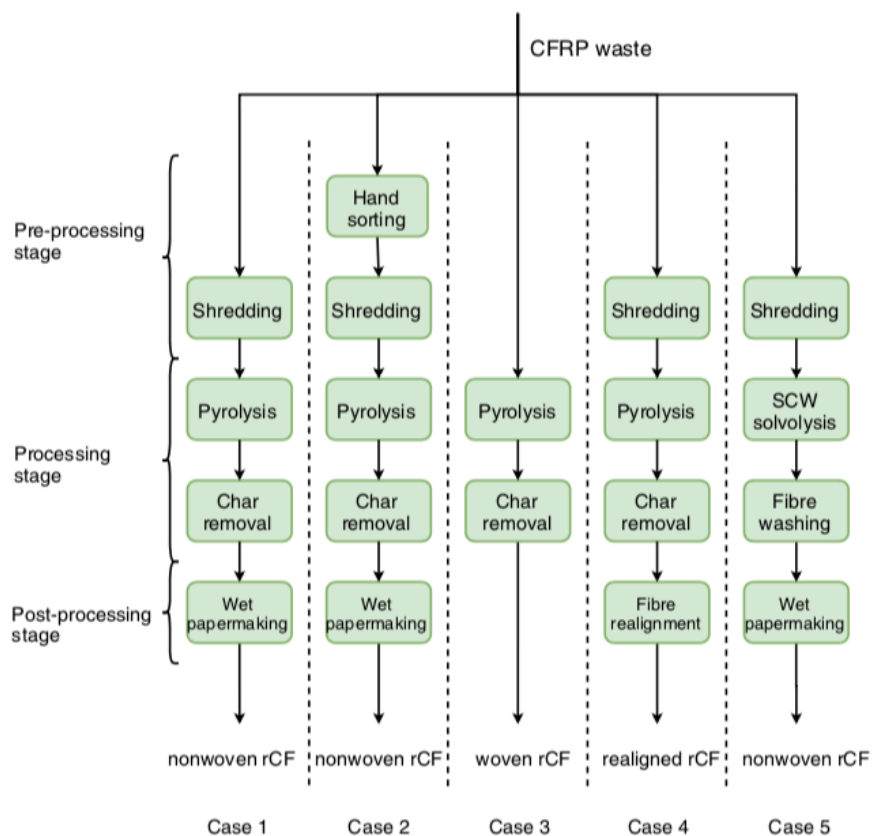 CFRP waste
Pre-processing
stage
Hand
sorting
Shredding
Shredding
Shredding
Shredding
Processing
stage
Pyrolysis
Pyrolysis
Pyrolysis
Pyrolysis
SCW
solvolysis
Char
removal
Char
removal
Char
removal
Char
removal
Fibre
washing
Post-processing
stage
Wet
papermaking
Wet
papermaking
Fibre
realignment
Wet
papermaking
nonwoven rCF
nonwoven rCF
woven rCF
realigned rCF
nonwoven rCF
Case 1
Case 2
Case 3
Case 4
Case 5